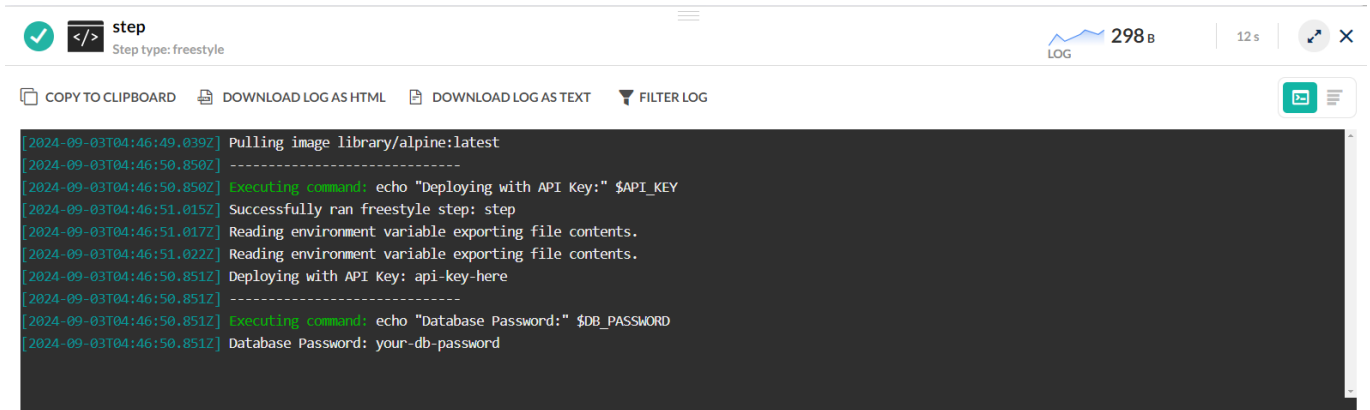 step
Step type: freestyle
LOG
298 B
12 s
COPY TO CLIPBOARD
DOWNLOAD LOG AS HTML
DOWNLOAD LOG AS TEXT
FILTER LOG
[2024-09-03T04:46:49.039Z] Pulling image library/alpine:latest
[2024-09-03T04:46:50.850Z] ------------------------------
[2024-09-03T04:46:50.850Z] Executing command: echo "Deploying with API Key:" $API_KEY
[2024-09-03T04:46:51.015Z] Successfully ran freestyle step: step
[2024-09-03T04:46:51.017Z] Reading environment variable exporting file contents.
[2024-09-03T04:46:51.022Z] Reading environment variable exporting file contents.
[2024-09-03T04:46:50.851Z] Deploying with API Key: api-key-here
[2024-09-03T04:46:50.851Z] ------------------------------
[2024-09-03T04:46:50.851Z] Executing command: echo "Database Password:" $DB_PASSWORD
[2024-09-03T04:46:50.851Z] Database Password: your-db-password